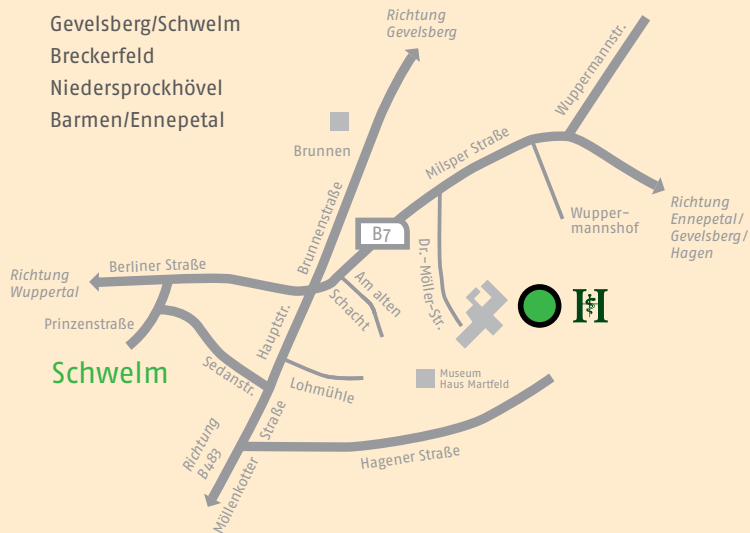 Gevelsberg/Schwelm
Breckerfeld
Niedersprockhövel
Barmen/Ennepetal
Richtung
Gevelsberg
Wuppermannstr.
Brunnen
Milsper Straße
Brunnenstraße
Wupper-
mannshof
Richtung
Ennepetal/
Gevelsberg/
Hagen
B7
Dr.-Möller-Str.
Richtung
Wuppertal
Berliner Straße
Am alten
Schacht
Prinzenstraße
Hauptstr.
Schwelm
Sedanstr.
Lohmühle
Museum
Haus Martfeld
Richtung
B 483
Möllenkotter Straße
Hagener Straße
H